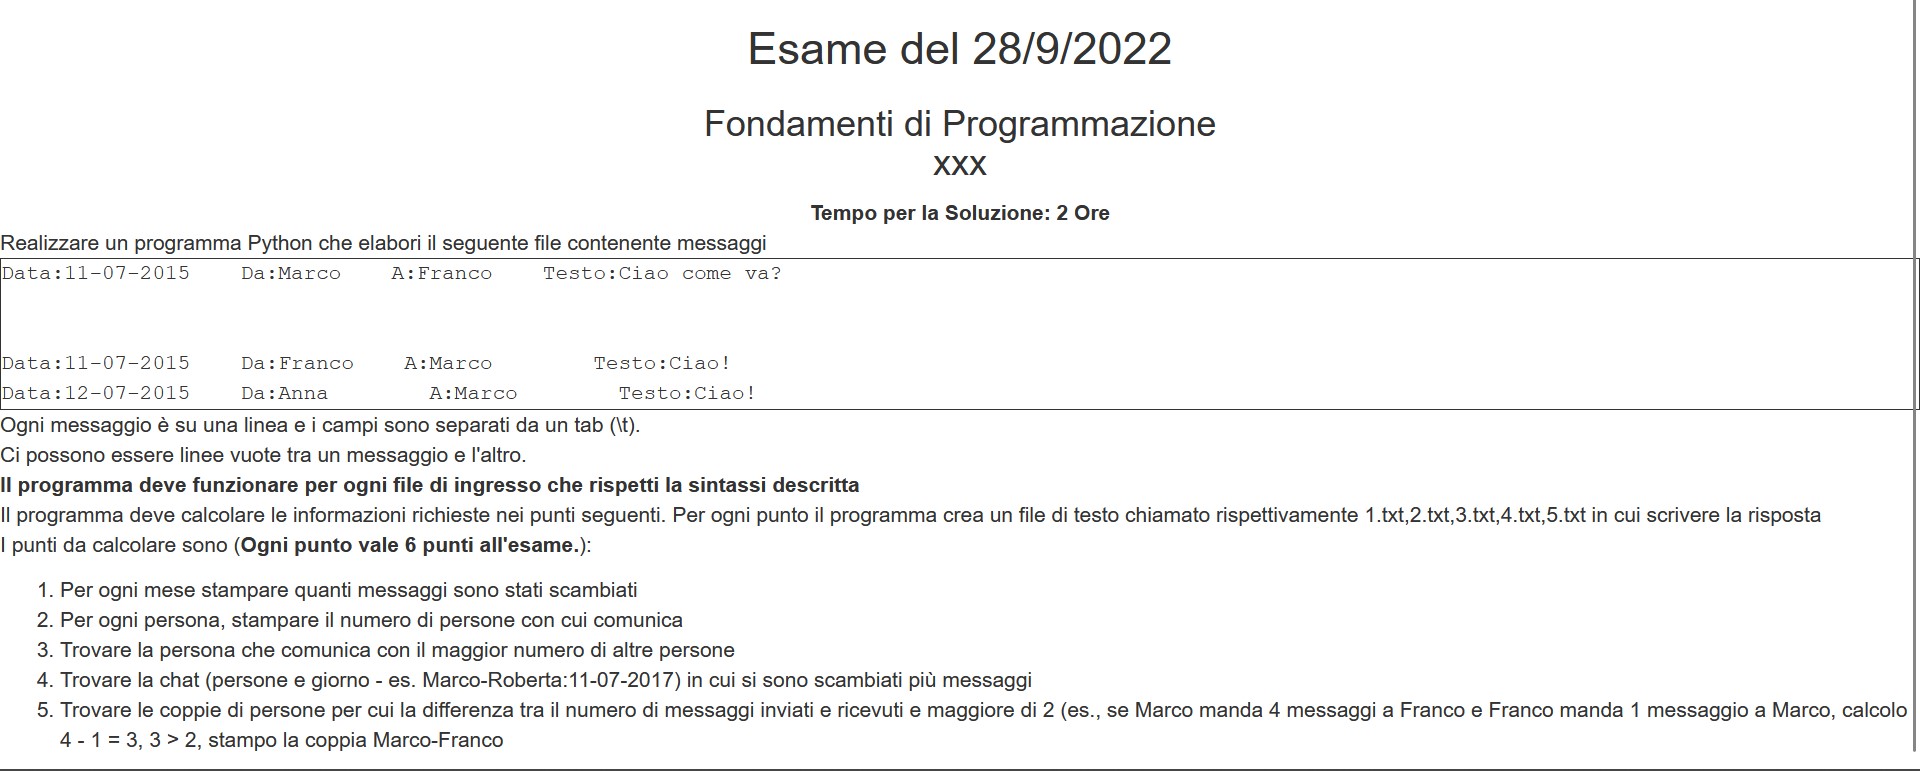 Esame del 28/9/2022
Fondamenti di Programmazione
xxx
Tempo per la Soluzione: 2 Ore
Realizzare un programma Python che elabori il seguente file contenente messaggi
Data:11-07-2015    Da:Marco    A:Franco    Testo:Ciao come va?
Data:11-07-2015    Da:Franco    A:Marco        Testo:Ciao!
Data:12-07-2015    Da:Anna        A:Marco        Testo:Ciao!
Ogni messaggio è su una linea e i campi sono separati da un tab (\t).
Ci possono essere linee vuote tra un messaggio e l'altro.
Il programma deve funzionare per ogni file di ingresso che rispetti la sintassi descritta
Il programma deve calcolare le informazioni richieste nei punti seguenti. Per ogni punto il programma crea un file di testo chiamato rispettivamente 1.txt,2.txt,3.txt,4.txt,5.txt in cui scrivere la risposta
I punti da calcolare sono (Ogni punto vale 6 punti all'esame.):
1. Per ogni mese stampare quanti messaggi sono stati scambiati
2. Per ogni persona, stampare il numero di persone con cui comunica
3. Trovare la persona che comunica con il maggior numero di altre persone
4. Trovare la chat (persone e giorno - es. Marco-Roberta:11-07-2017) in cui si sono scambiati più messaggi
5. Trovare le coppie di persone per cui la differenza tra il numero di messaggi inviati e ricevuti e maggiore di 2 (es., se Marco manda 4 messaggi a Franco e Franco manda 1 messaggio a Marco, calcolo
4 - 1 = 3, 3 > 2, stampo la coppia Marco-Franco